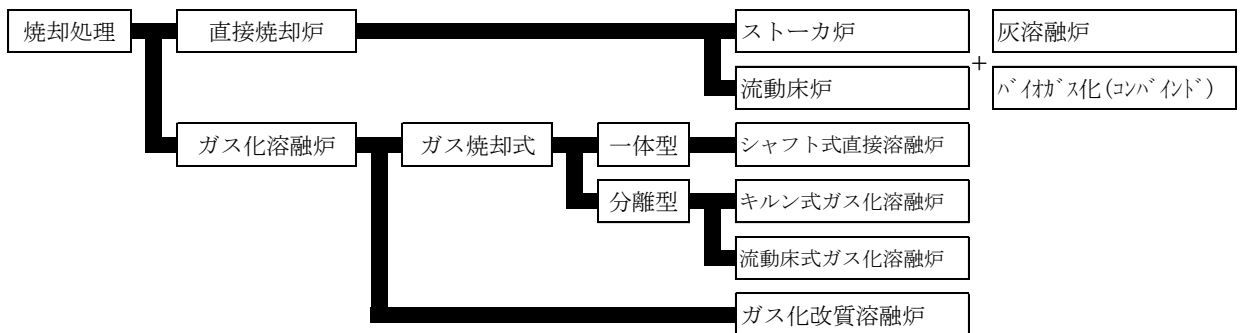 焼却処理
直接焼却炉
ストーカ炉
灰溶融炉
+
流動床炉
ﾊﾞｲｵｶﾞｽ化(ｺﾝﾊﾞｲﾝﾄﾞ)
ガス化溶融炉
ガス焼却式
一体型
シャフト式直接溶融炉
分離型
キルン式ガス化溶融炉
流動床式ガス化溶融炉
ガス化改質溶融炉